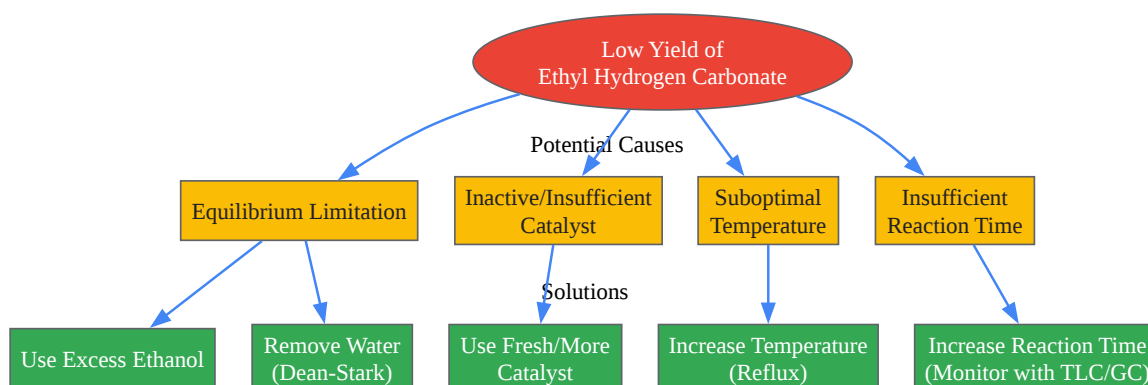 Low Yield of
Ethyl Hydrogen Carbonate
Potential Causes
Equilibrium Limitation
Inactive/Insufficient
Catalyst
Suboptimal
Temperature
Insufficient
Reaction Time
Solutions
Use Excess Ethanol
Remove Water
(Dean-Stark)
Use Fresh/More
Catalyst
Increase Temperature
(Reflux)
Increase Reaction Time
(Monitor with TLC/GC)